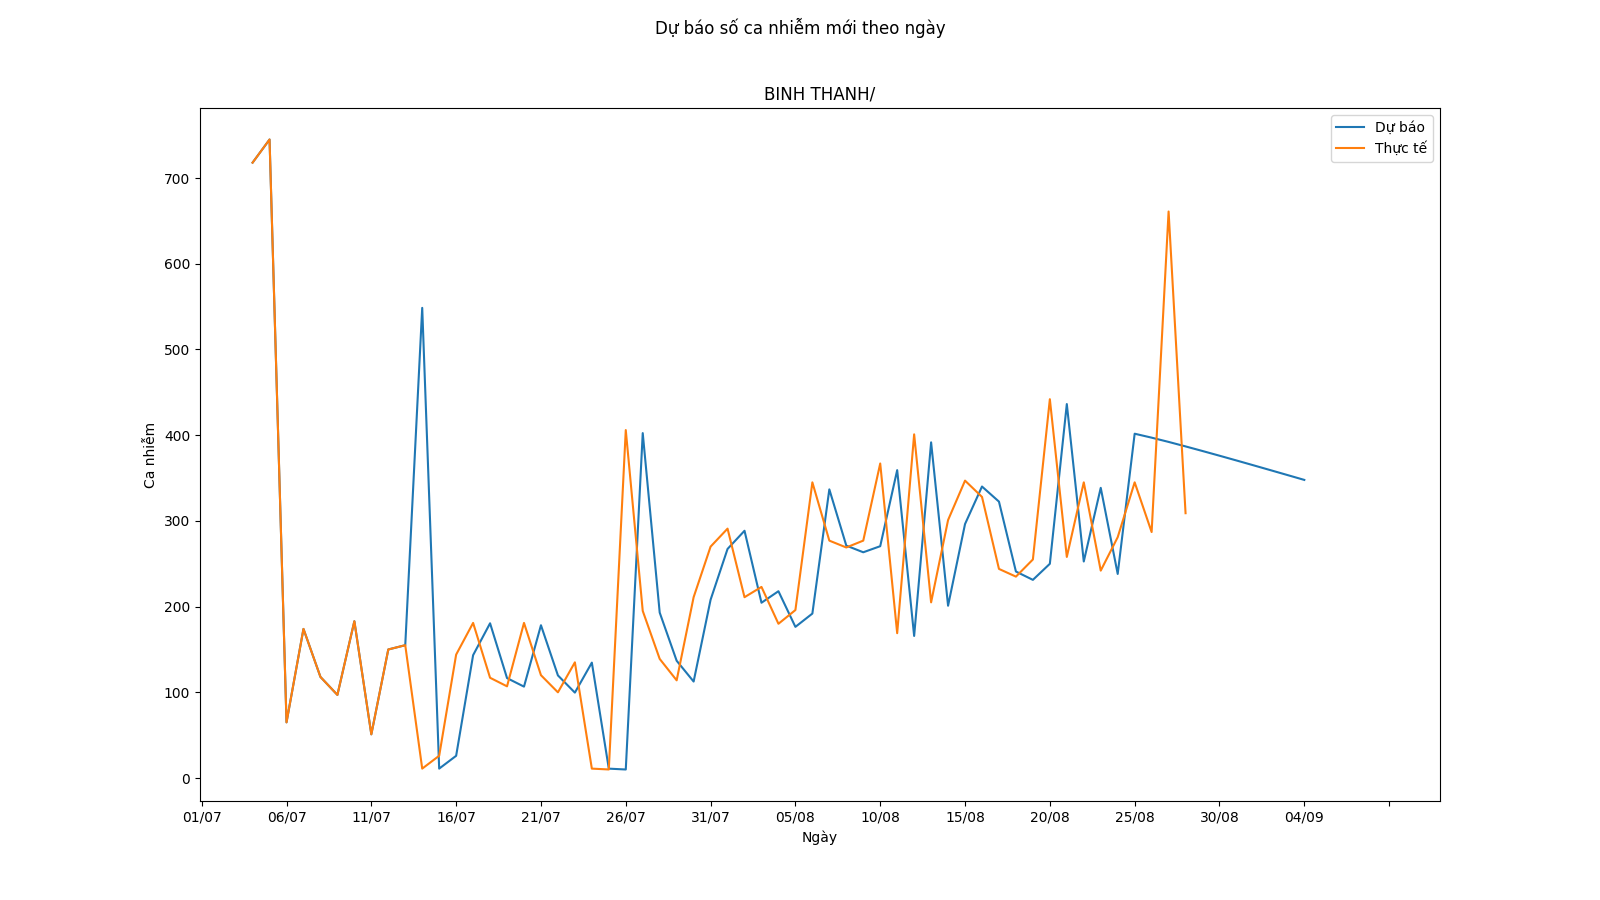 Dự báo số ca nhiễm mới theo ngày
BINH THANH/
Dự báo
Thực tế
700
600
500
400
300
200
100
0
Ca nhiễm
01/07 06/07 11/07 16/07 21/07 26/07 31/07 05/08 10/08 15/08 20/08 25/08 30/08 04/09
Ngày